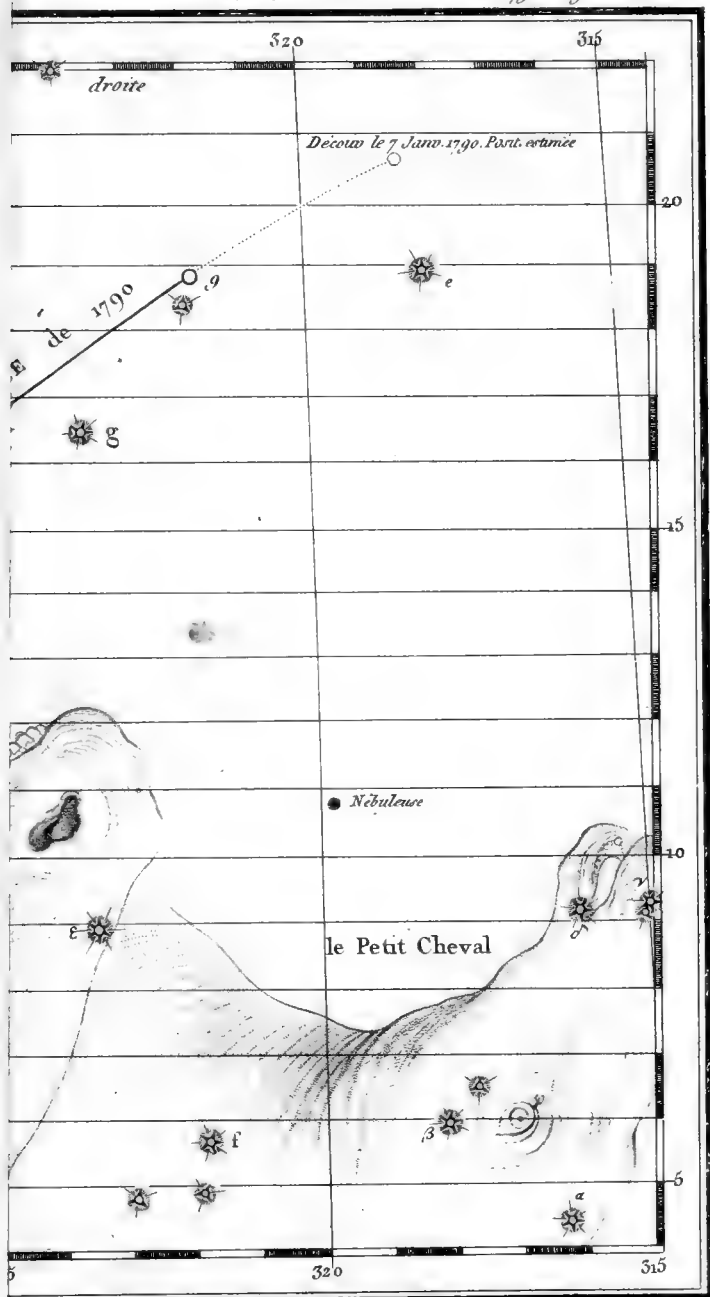 320 315
droite
Découv le 7 Janv. 1790. Posit. estimée
20
9
e
E de 1790
g
15
Nébuleuse
10
γ
δ
ε
le Petit Cheval
f
β
5
a
5 320 315